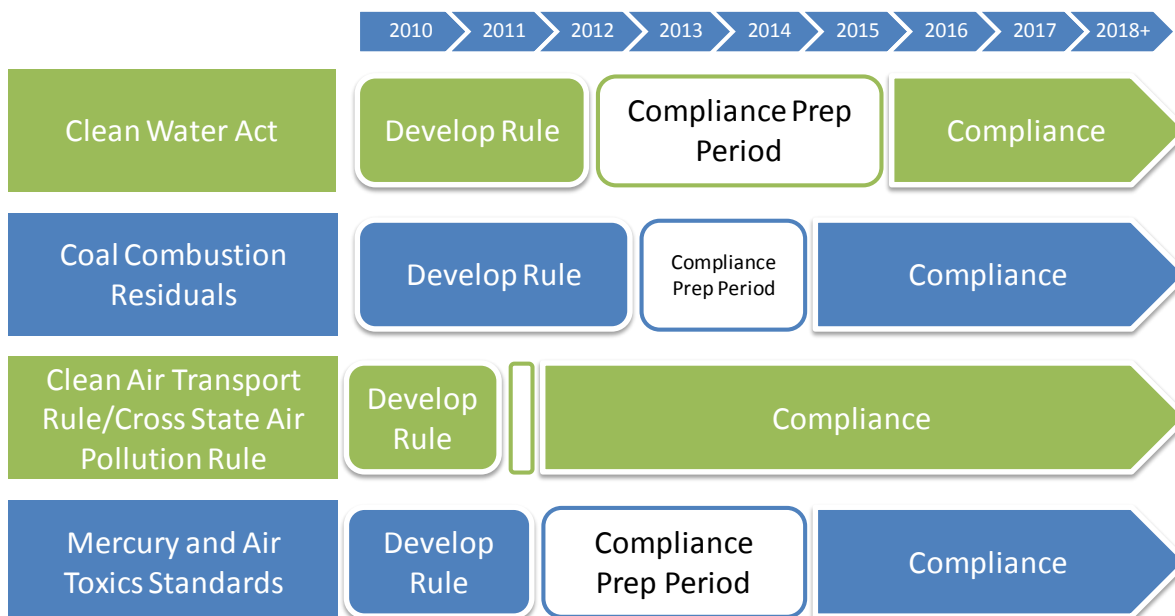 2010 2011 2012 2013 2014 2015 2016 2017 2018+
Clean Water Act
Develop Rule
Compliance Prep
Period
Compliance
Coal Combustion
Residuals
Develop Rule
Compliance
Prep Period
Compliance
Clean Air Transport
Rule/Cross State Air
Pollution Rule
Develop
Rule
Compliance
Mercury and Air
Toxics Standards
Develop
Rule
Compliance
Prep Period
Compliance